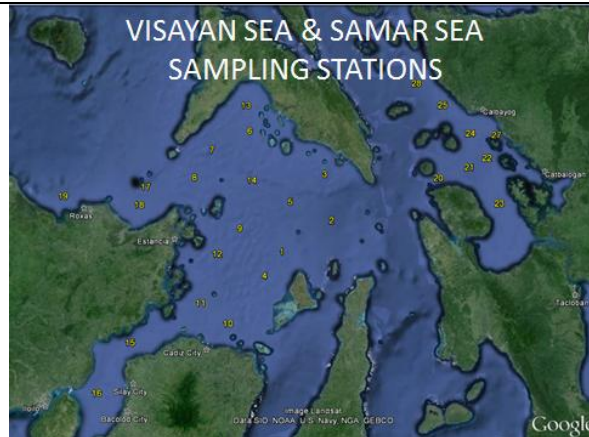 VISAYAN SEA & SAMAR SEA
SAMPLING STATIONS
28
13
25
Calbayog
6
24
27
7
22
21
3
Catbalogan
17
8
14
20
19
18
5
23
Roxas
2
9
Estancia
12
1
4
11
Tacloban
10
15
Cadiz City
16
Silay City
Iloilo
Bacolod City
Image Landsat
Data SIO, NOAA, U.S. Navy, NGA, GEBCO
Google